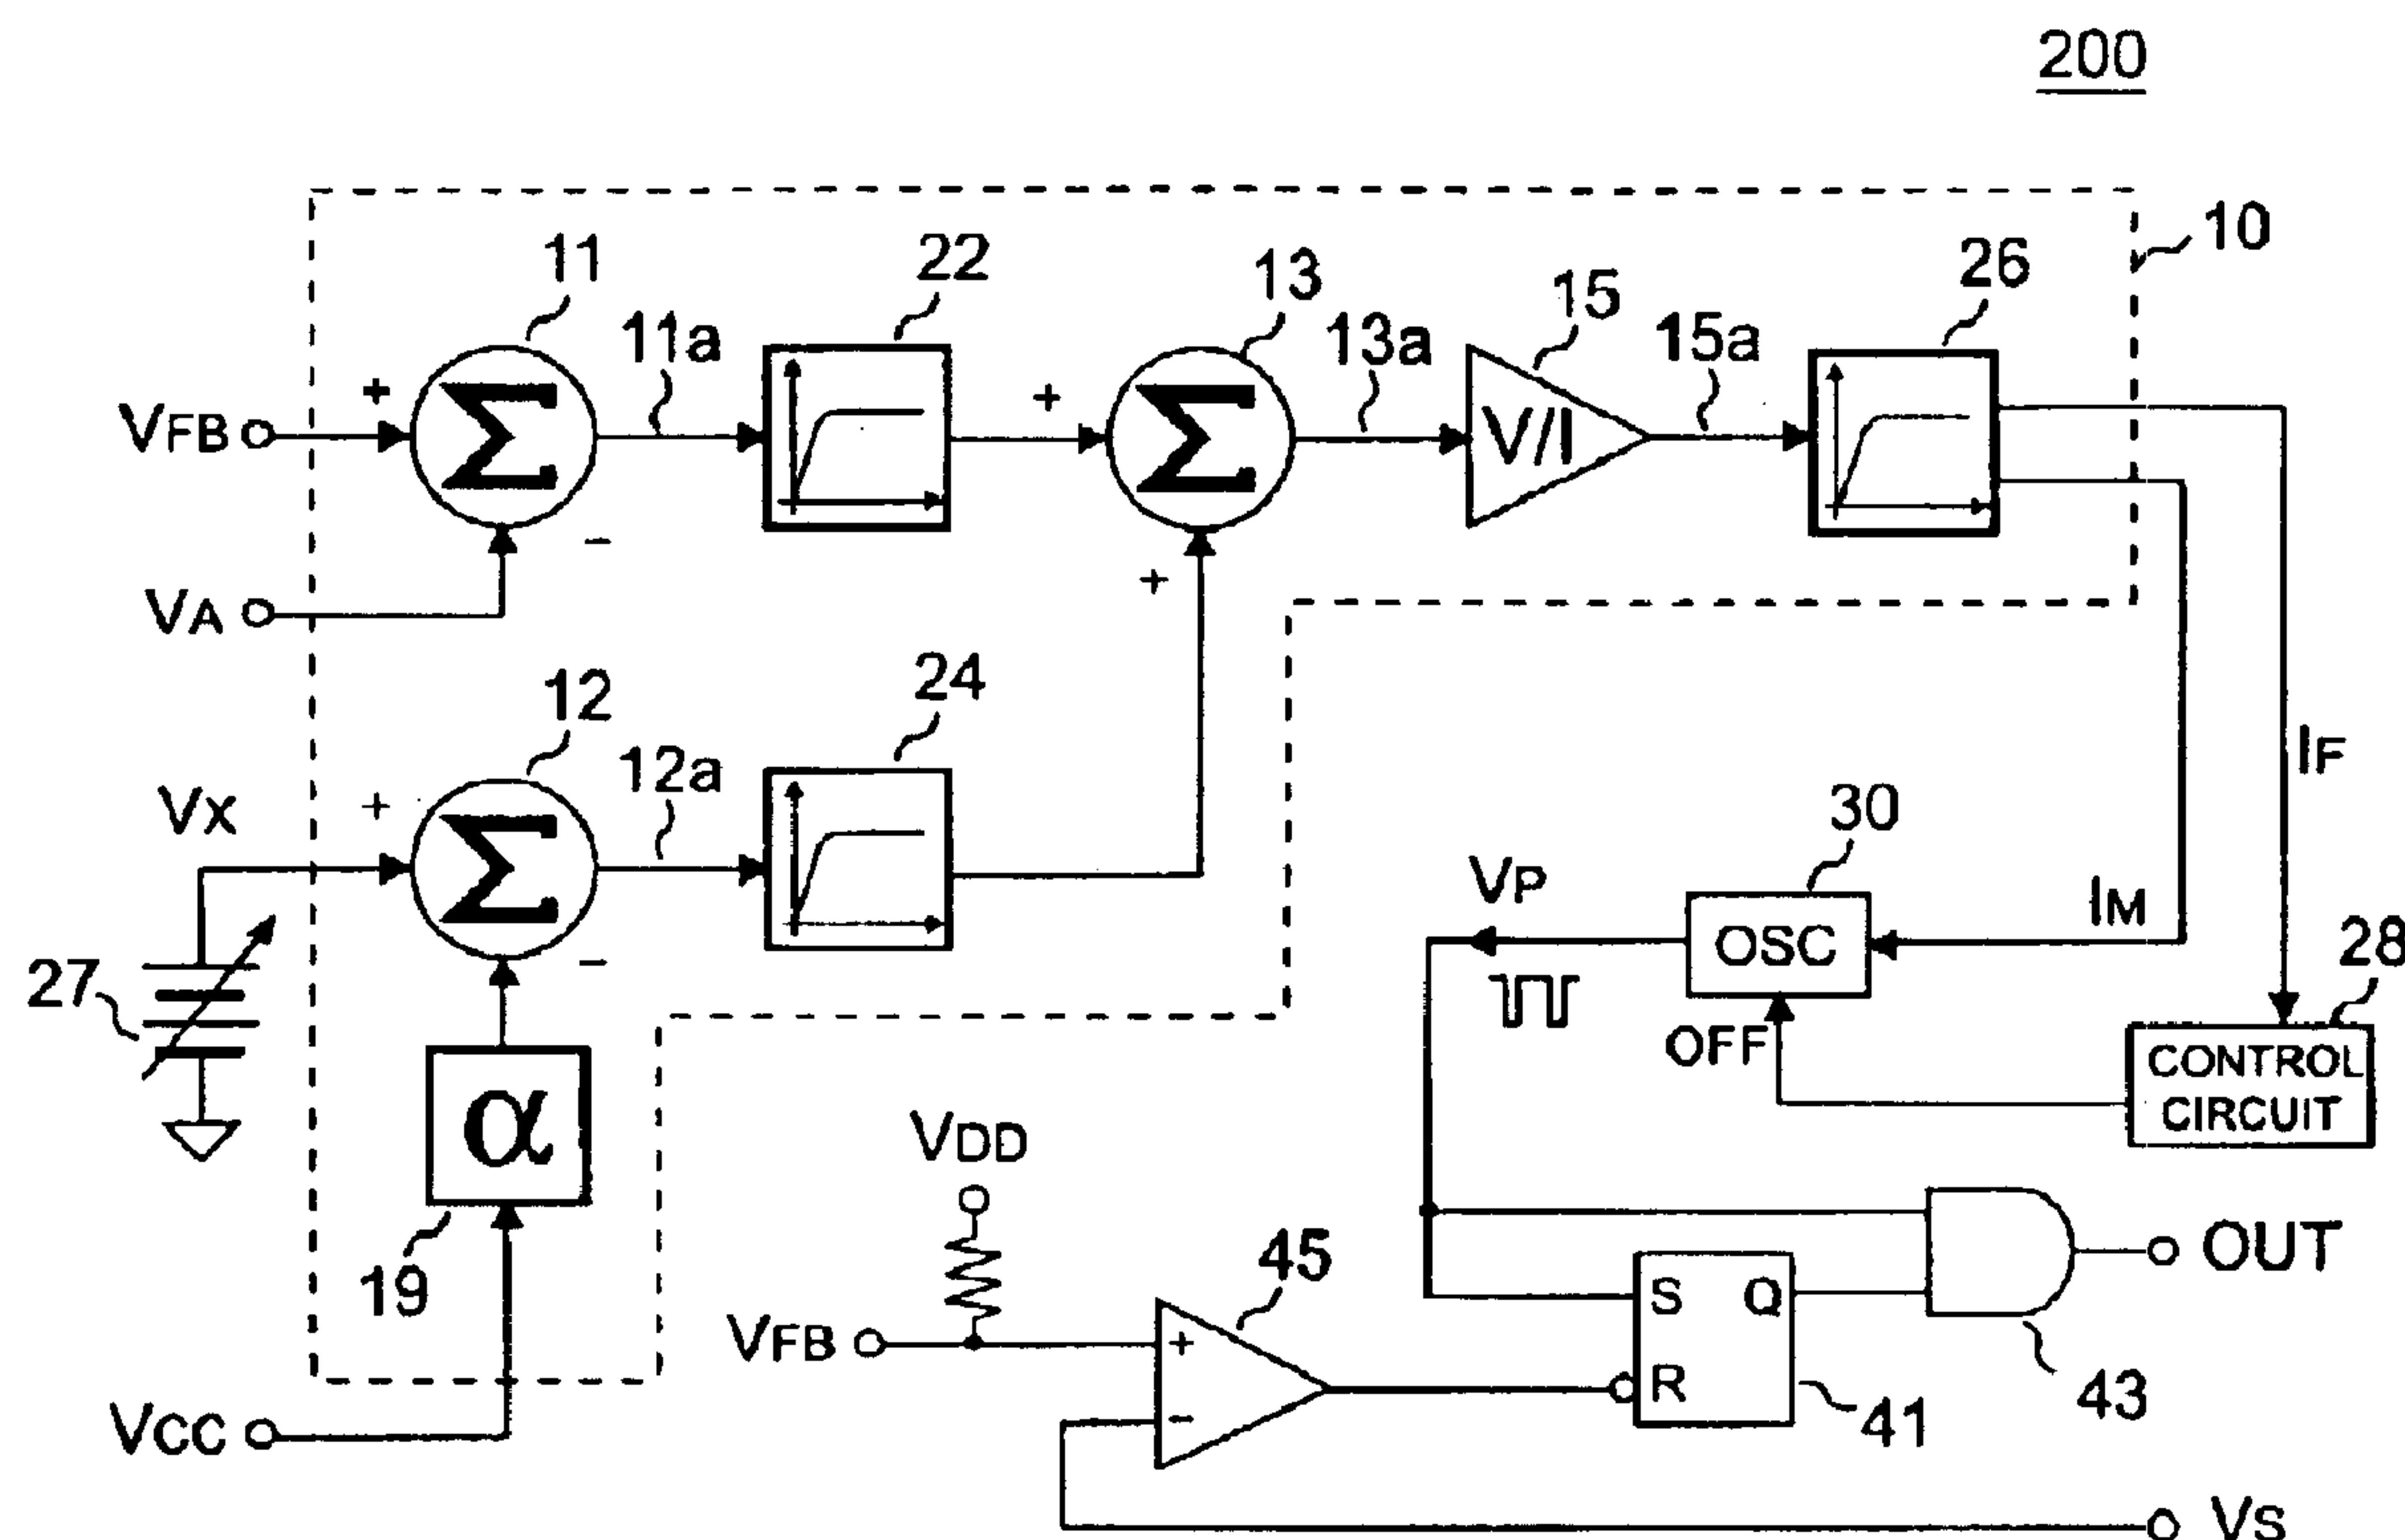 200
10
11
11a
22
13
13a
15
15a
26
+
VFB
Σ
+
Σ
V/I
-
VA
+
12
12a
24
VX
+
Σ
IF
30
VP
OSC
IM
28
27
-
OFF
CONTROL
CIRCUIT
α
VDD
19
45
OUT
S
Q
VFB
+
R
-
41
43
VCC
VS